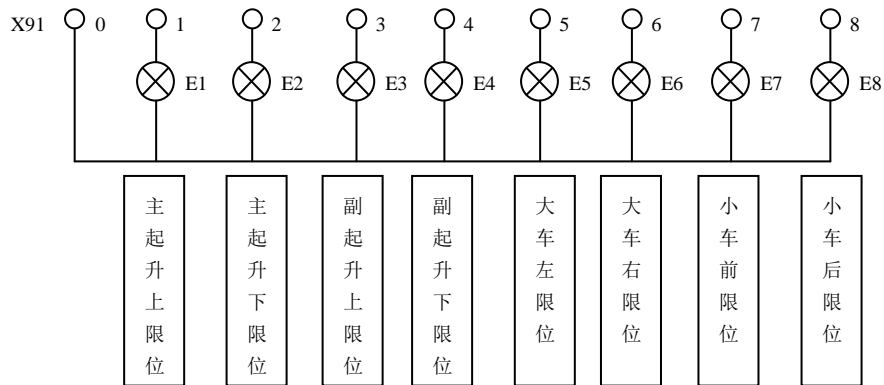 X91 0 1 2 3 4 5 6 7 8
E1 E2 E3 E4 E5 E6 E7 E8
主起升上限位
主起升下限位
副起升上限位
副起升下限位
大车左限位
大车右限位
小车前限位
小车后限位